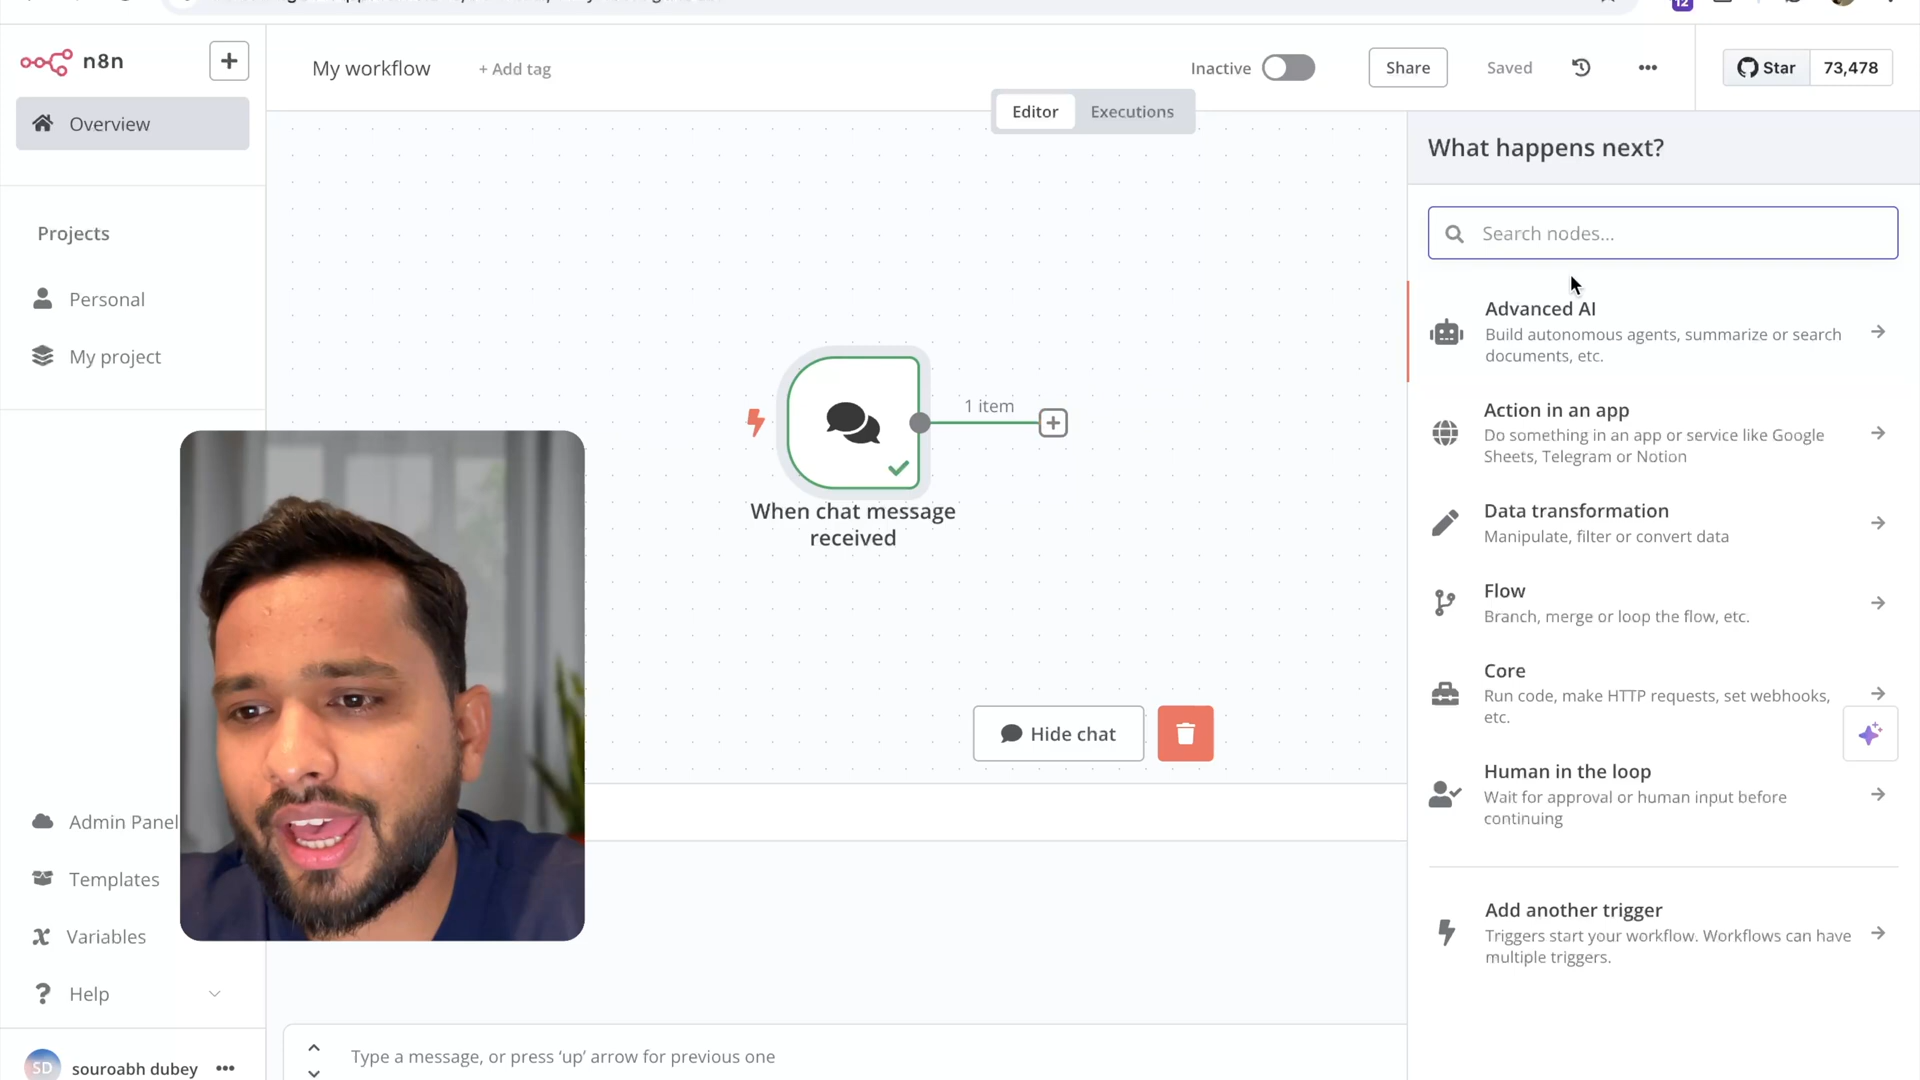 12
n8n
+
My workflow
+ Add tag
Inactive
Share
Saved
Star
73,478
Editor
Executions
Overview
Projects
Personal
My project
Admin Panel
Templates
Variables
Help
SD
souroabh dubey
1 item
When chat message
received
Hide chat
Type a message, or press ‘up’ arrow for previous one
What happens next?
Search nodes...
Advanced AI
Build autonomous agents, summarize or search
documents, etc.
Action in an app
Do something in an app or service like Google
Sheets, Telegram or Notion
Data transformation
Manipulate, filter or convert data
Flow
Branch, merge or loop the flow, etc.
Core
Run code, make HTTP requests, set webhooks,
etc.
Human in the loop
Wait for approval or human input before
continuing
Add another trigger
Triggers start your workflow. Workflows can have
multiple triggers.